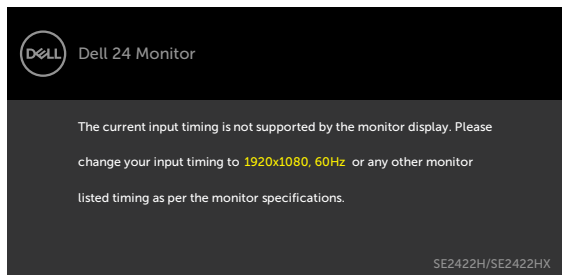 DELL
Dell 24 Monitor
The current input timing is not supported by the monitor display. Please
change your input timing to 1920x1080, 60Hz or any other monitor
listed timing as per the monitor specifications.
SE2422H/SE2422HX